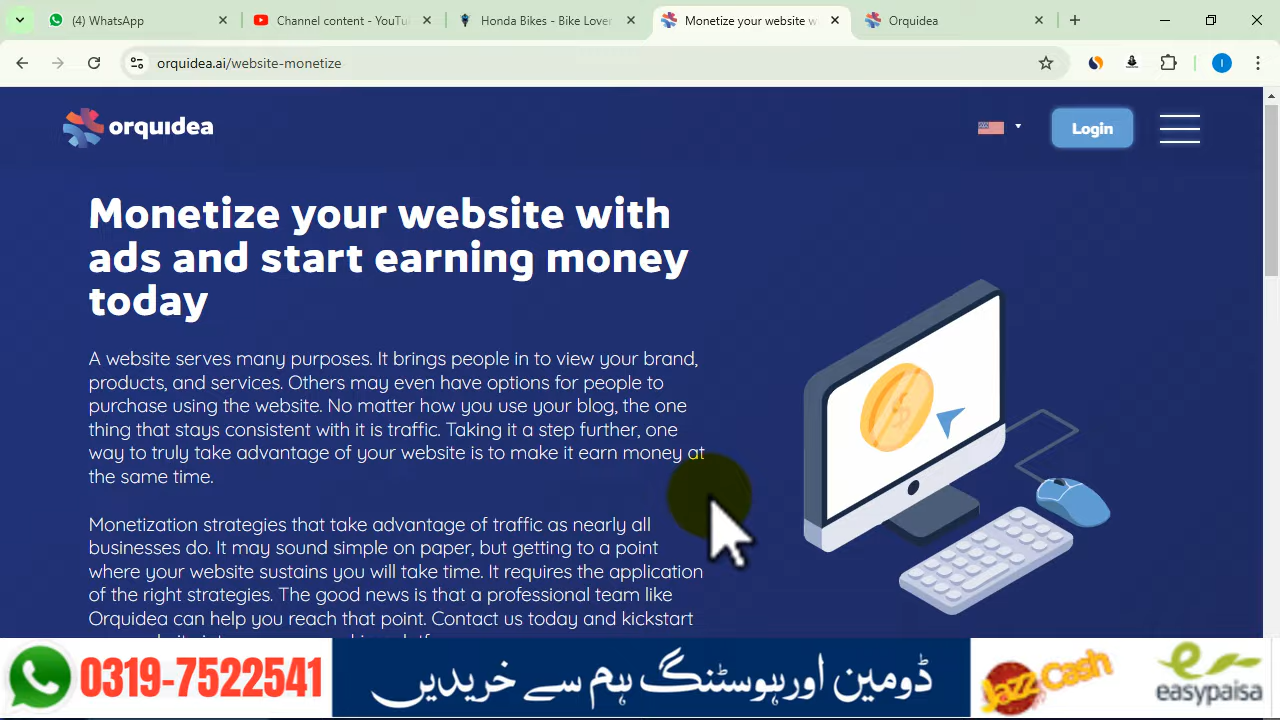 (4) WhatsApp
Channel content - YouTu
Honda Bikes - Bike Lover
Monetize your website w
Orquidea
orquidea.ai/website-monetize
I
orquidea
Login
Monetize your website with
ads and start earning money
today
A website serves many purposes. It brings people in to view your brand,
products, and services. Others may even have options for people to
purchase using the website. No matter how you use your blog, the one
thing that stays consistent with it is traffic. Taking it a step further, one
way to truly take advantage of your website is to make it earn money at
the same time.
Monetization strategies that take advantage of traffic as nearly all
businesses do. It may sound simple on paper, but getting to a point
where your website sustains you will take time. It requires the application
of the right strategies. The good news is that a professional team like
Orquidea can help you reach that point. Contact us today and kickstart
0319-7522541
ڈومین اور ہوسٹنگ ہم سے خریدیں
Jazz Cash
easypaisa